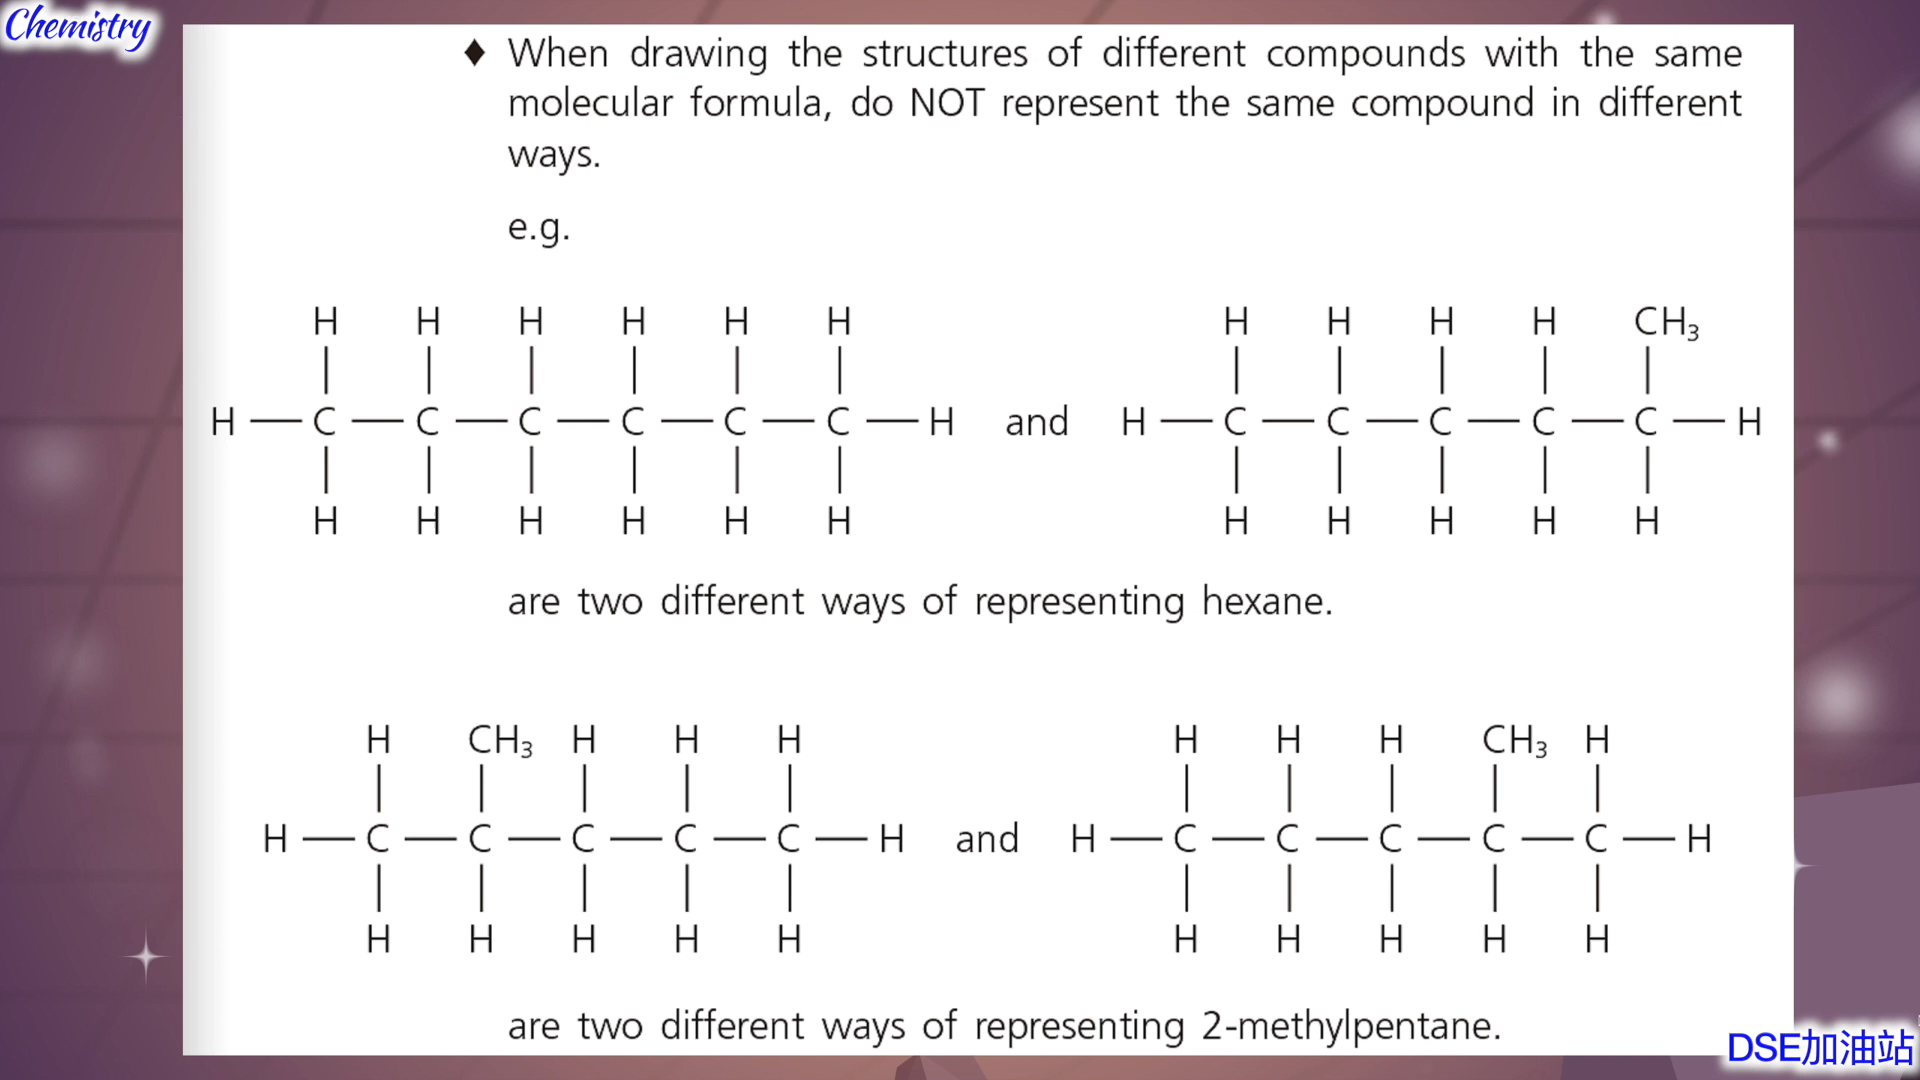 Chemistry
♦ When drawing the structures of different compounds with the same
molecular formula, do NOT represent the same compound in different
ways.
e.g.
H H H H H H
H — C — C — C — C — C — C — H
H H H H H H
and
H H H H CH₃
H — C — C — C — C — C — H
H H H H H
are two different ways of representing hexane.
H CH₃ H H H
H — C — C — C — C — C — H
H H H H H
and
H H H CH₃ H
H — C — C — C — C — C — H
H H H H H
are two different ways of representing 2-methylpentane.
DSE加油站